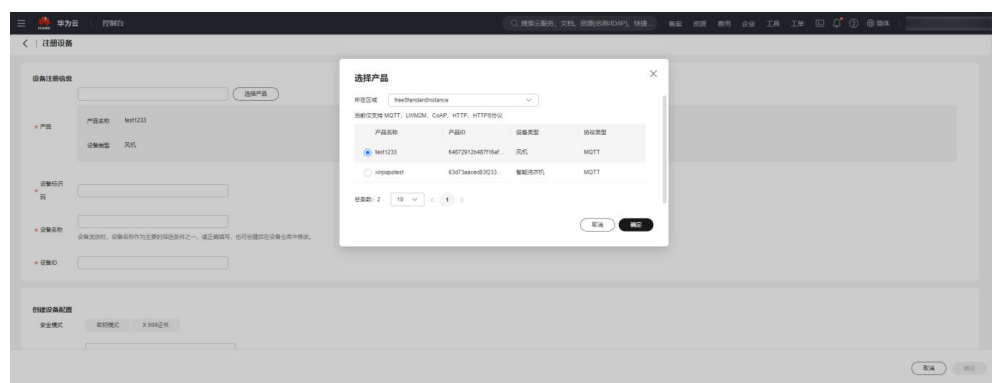 华为云 控制台 搜索云服务、文档、资源(名称/ID/IP)、快捷... 备案 资源 费用 企业 工具 工单 简体
注册设备
设备注册信息
选择产品
* 产品
产品名称 test1233
设备类型 风机
* 设备标识码
* 设备名称
设备发放时,设备名称作为主要的筛选条件之一,请正确填写,也可创建后在设备仓库中修改。
* 设备ID
创建设备配置
安全模式 密钥模式 X.509证书
选择产品
所在区域 freeStandardInstance
当前仅支持 MQTT、LWM2M、CoAP、HTTP、HTTPS协议
产品名称 产品ID 设备类型 协议类型
test1233 64672912b487f16af... 风机 MQTT
xinjiapotest 63d73aaced63f233... 智能洗衣机 MQTT
总条数: 2 10 < 1 >
取消 确定
取消 确定